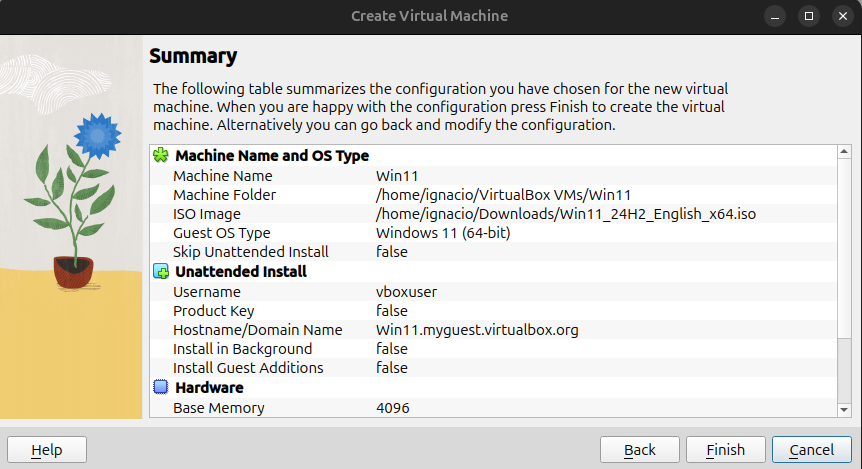 Create Virtual Machine
Summary
The following table summarizes the configuration you have chosen for the new virtual
machine. When you are happy with the configuration press Finish to create the virtual
machine. Alternatively you can go back and modify the configuration.
Machine Name and OS Type
Machine Name Win11
Machine Folder /home/ignacio/VirtualBox VMs/Win11
ISO Image /home/ignacio/Downloads/Win11_24H2_English_x64.iso
Guest OS Type Windows 11 (64-bit)
Skip Unattended Install false
Unattended Install
Username vboxuser
Product Key false
Hostname/Domain Name Win11.myguest.virtualbox.org
Install in Background false
Install Guest Additions false
Hardware
Base Memory 4096
Help Back Finish Cancel